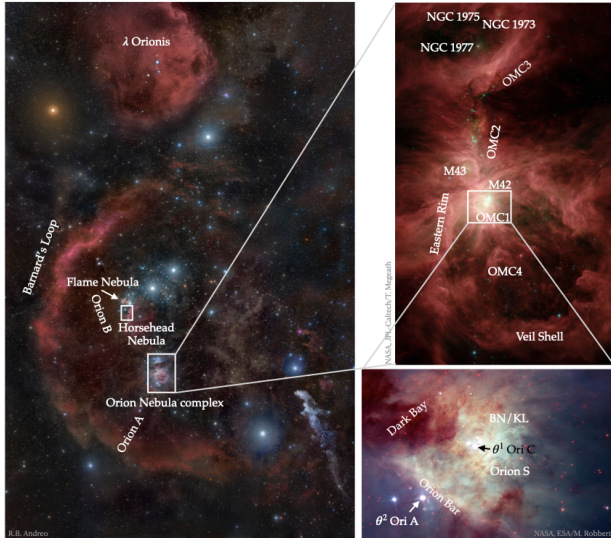 λ Orionis
Barnard's Loop
Flame Nebula
Orion B
Horsehead
Nebula
Orion Nebula complex
Orion A
R.B. Andreo
NGC 1975
NGC 1973
NGC 1977
OMC3
OMC2
M43
M42
Eastern Rim
OMC1
OMC4
Veil Shell
NASA, JPL-Caltech/T. Megeath
Dark Bay
BN/KL
θ¹ Ori C
Orion S
Orion Bar
θ² Ori A
NASA, ESA/M. Robbert